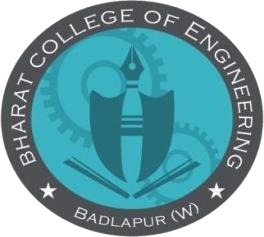 BHARAT COLLEGE OF ENGINEERING
BADLAPUR (W)